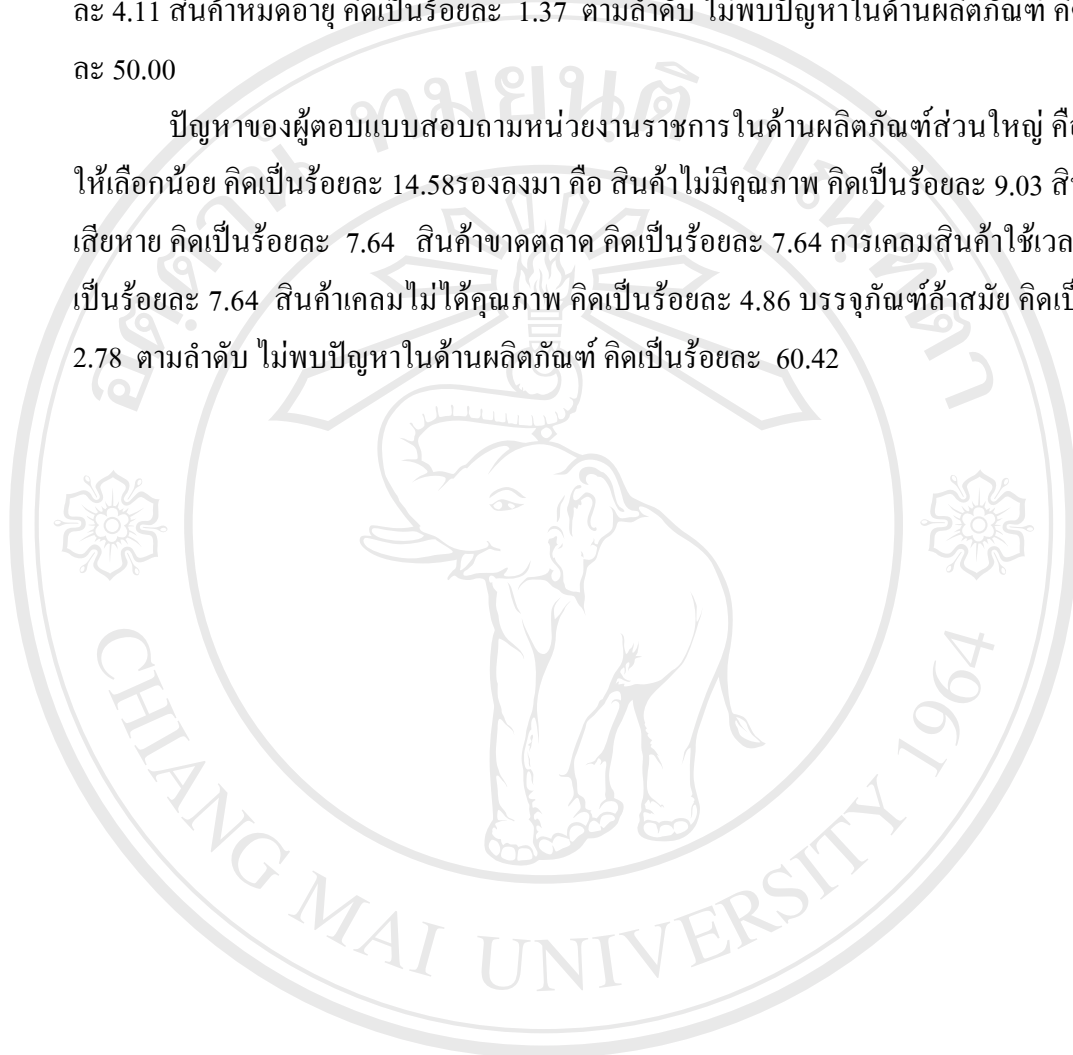 ละ 4.11 สินค้าหมดอายุ คิดเป็นร้อยละ 1.37 ตามลำดับ ไม่พบปัญหาในด้านผลิตภัณฑ์
ละ 50.00
ปัญหาของผู้ตอบแบบสอบถามหน่วยงานราชการในด้านผลิตภัณฑ์ส่วนใหญ่
ให้เลือกน้อย คิดเป็นร้อยละ 14.58รองลงมา คือ สินค้าไม่มีคุณภาพ คิดเป็นร้อยละ 9.03
เสียหาย คิดเป็นร้อยละ 7.64 สินค้าขาดตลาด คิดเป็นร้อยละ 7.64 การเคลมสินค้าใช้เวล
เป็นร้อยละ 7.64 สินค้าเคลมไม่ได้คุณภาพ คิดเป็นร้อยละ 4.86 บรรจุภัณฑ์ล้าสมัย
2.78 ตามลำดับ ไม่พบปัญหาในด้านผลิตภัณฑ์ คิดเป็นร้อยละ 60.42
อตฺตานํ ทมยนฺติ ปณฺฑิตา
CHIANG MAI UNIVERSITY 1964